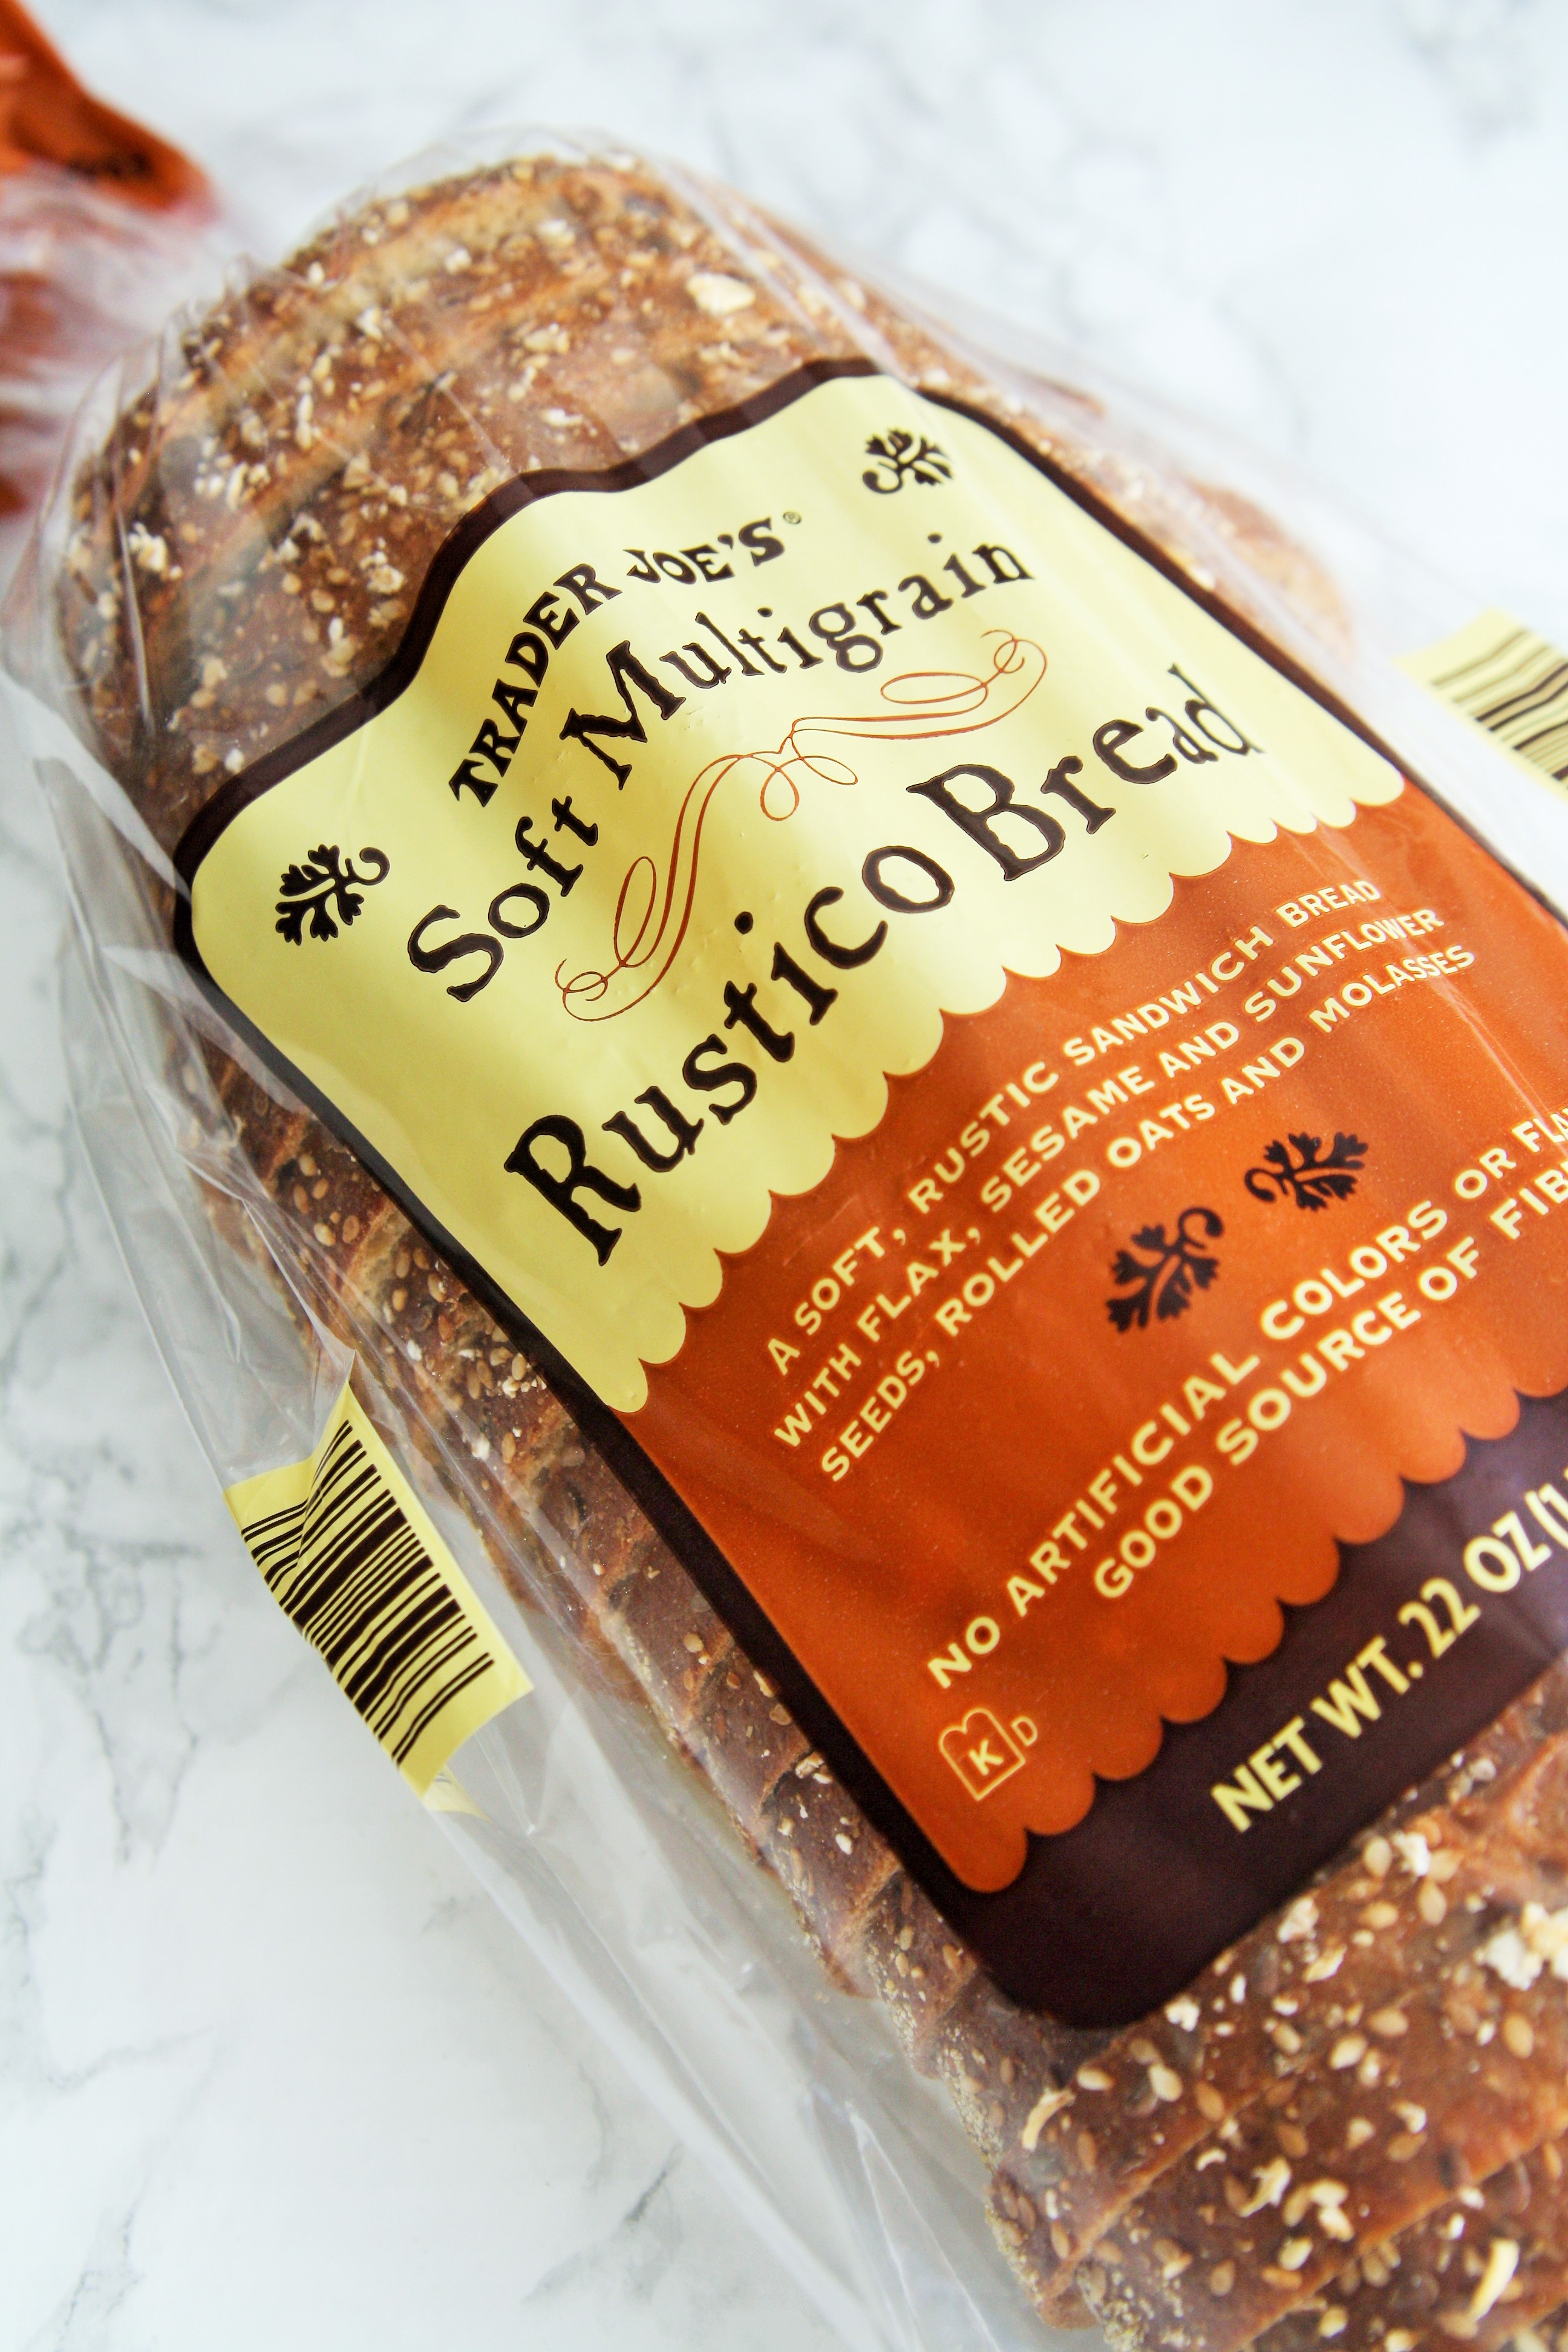 TRADER JOE'S®
Soft Multigrain
Rustico Bread
A SOFT, RUSTIC SANDWICH BREAD
WITH FLAX, SESAME AND SUNFLOWER
SEEDS, ROLLED OATS AND MOLASSES
NO ARTIFICIAL COLORS OR
GOOD SOURCE OF
K D
NET WT. 22 OZ